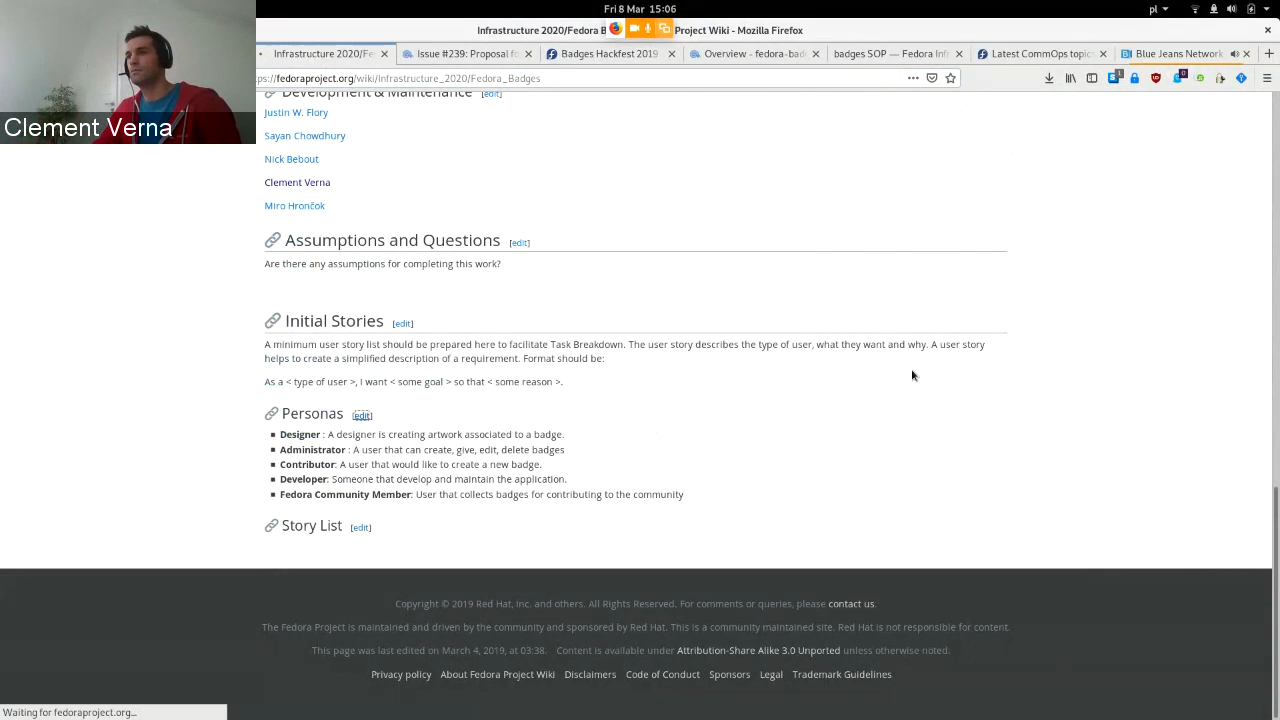 Fri 8 Mar 15:06
pl
Infrastructure 2020/Fedora B Project Wiki - Mozilla Firefox
Infrastructure 2020/Fe
Issue #239: Proposal fo
Badges Hackfest 2019
Overview - fedora-bad
badges SOP — Fedora Inf
Latest CommOps topics
Blue Jeans Network
ps://fedoraproject.org/wiki/Infrastructure_2020/Fedora_Badges
Clement Verna
Development & Maintenance [edit]
Justin W. Flory
Sayan Chowdhury
Nick Bebout
Clement Verna
Miro Hrončok
Assumptions and Questions [edit]
Are there any assumptions for completing this work?
Initial Stories [edit]
A minimum user story list should be prepared here to facilitate Task Breakdown. The user story describes the type of user, what they want and why. A user story
helps to create a simplified description of a requirement. Format should be:
As a < type of user >, I want < some goal > so that < some reason >.
Personas [edit]
Designer : A designer is creating artwork associated to a badge.
Administrator : A user that can create, give, edit, delete badges
Contributor: A user that would like to create a new badge.
Developer: Someone that develop and maintain the application.
Fedora Community Member: User that collects badges for contributing to the community
Story List [edit]
Copyright © 2019 Red Hat, Inc. and others. All Rights Reserved. For comments or queries, please contact us.
The Fedora Project is maintained and driven by the community and sponsored by Red Hat. This is a community maintained site. Red Hat is not responsible for content.
This page was last edited on March 4, 2019, at 03:38. Content is available under Attribution-Share Alike 3.0 Unported unless otherwise noted.
Privacy policy About Fedora Project Wiki Disclaimers Code of Conduct Sponsors Legal Trademark Guidelines
Waiting for fedoraproject.org...